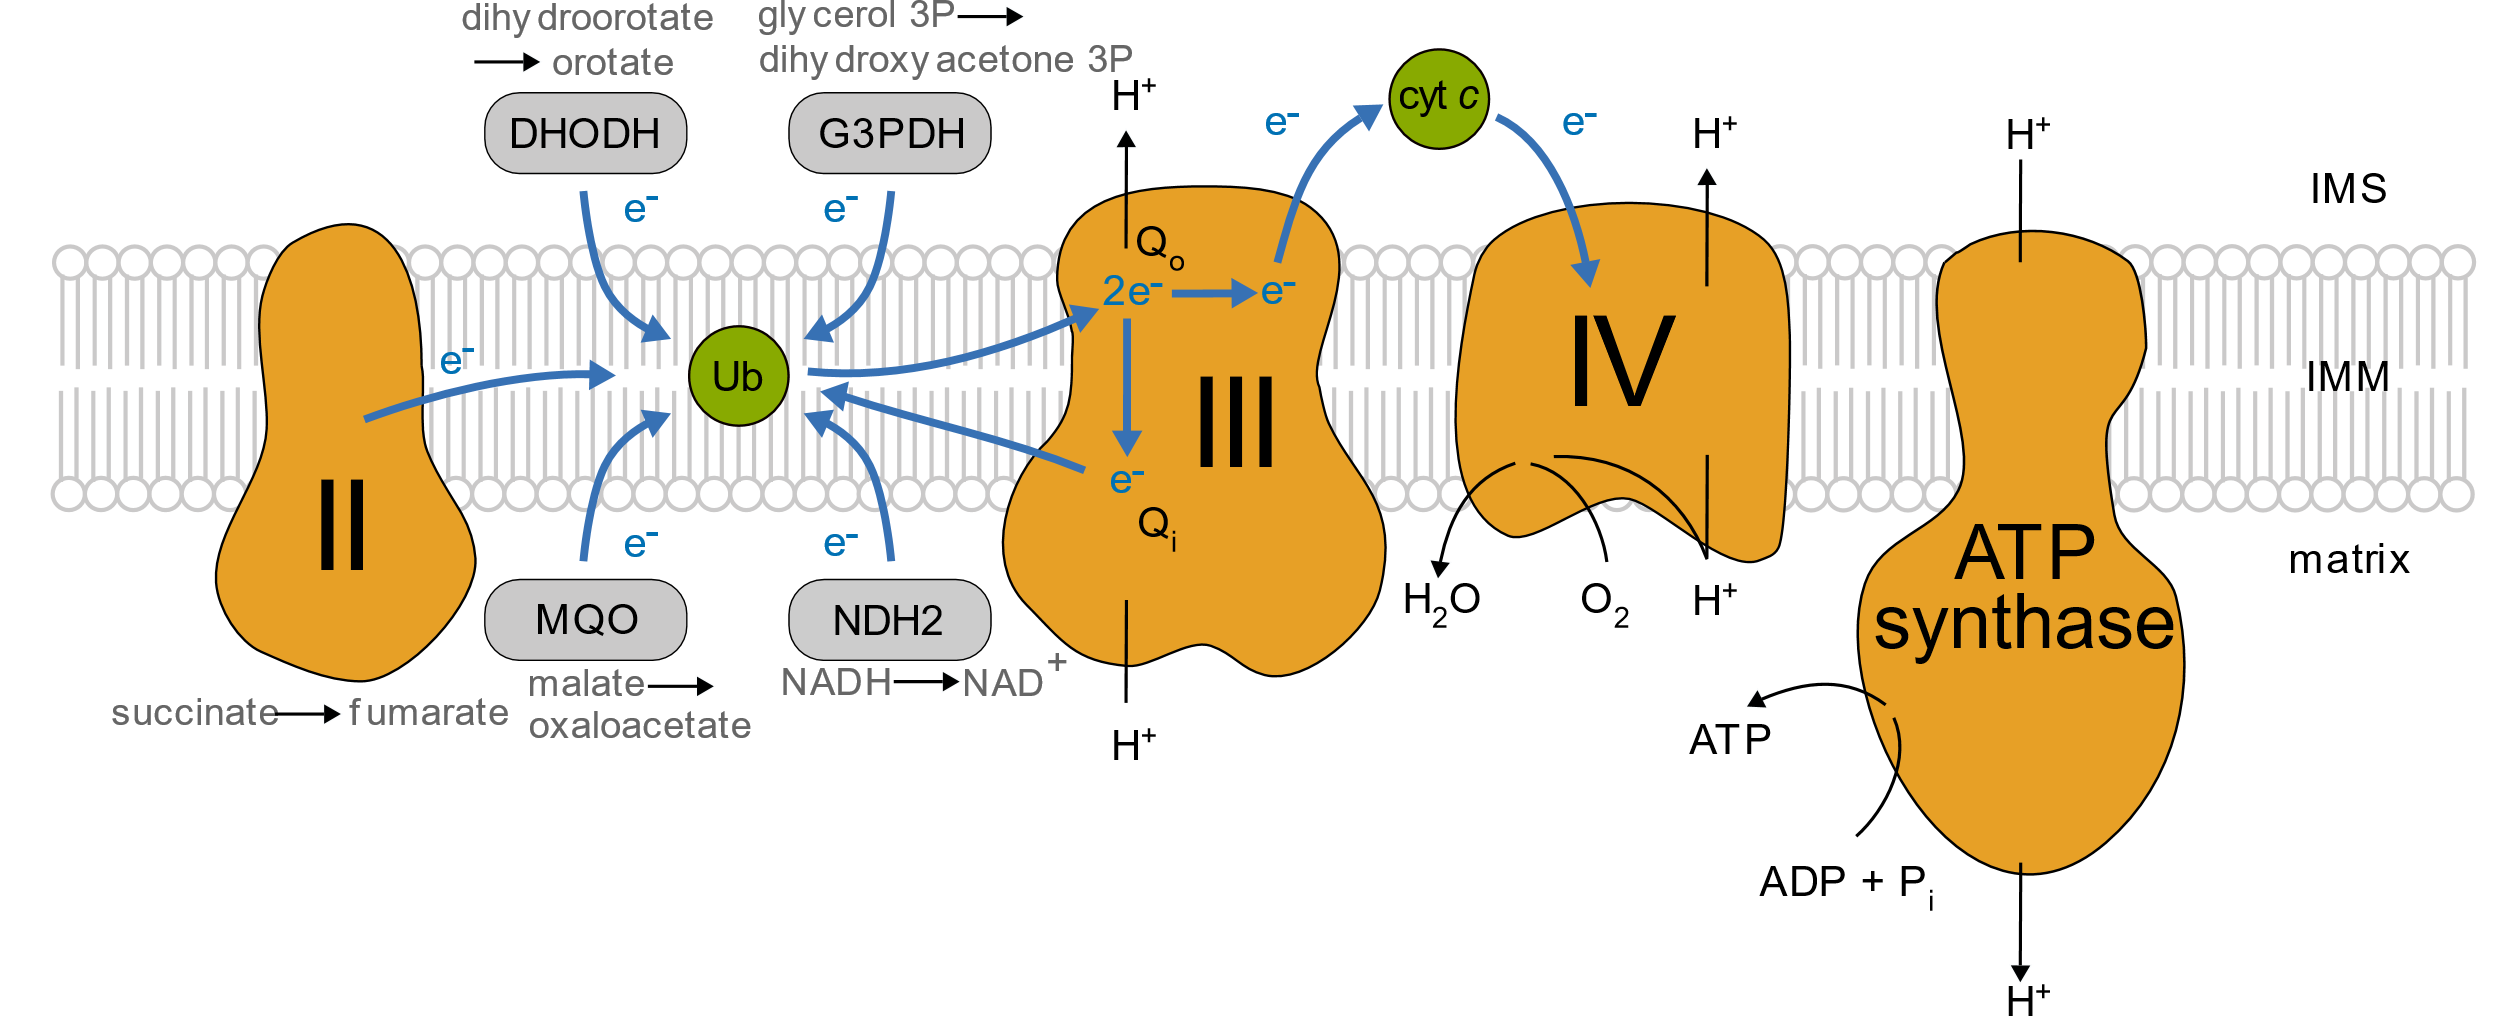 dihydroorotate
→ orotate
glycerol 3P →
dihydroxyacetone 3P
DHODH
G3PDH
H+
e-
cyt c
e-
H+
H+
IMS
e-
e-
Qo
2e- → e-
e-
Ub
II
III
IV
IMM
e-
Qi
e-
e-
ATP
synthase
matrix
MQO
NDH2
H2O
O2
H+
succinate → fumarate
malate →
oxaloacetate
NADH → NAD+
H+
ATP
ADP + Pi
H+